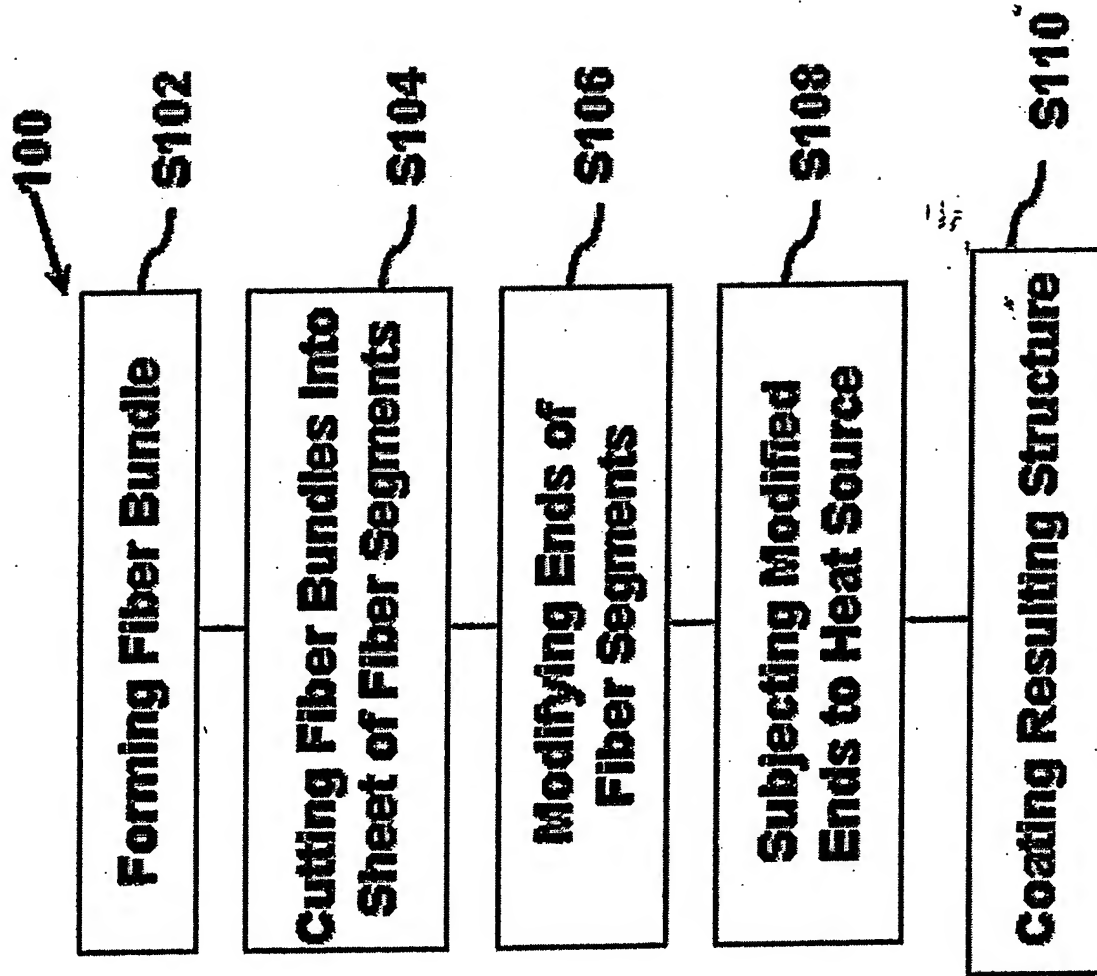 100
Forming Fiber Bundle
S102
Cutting Fiber Bundles Into
Sheet of Fiber Segments
S104
Modifying Ends of
Fiber Segments
S106
Subjecting Modified
Ends to Heat Source
S108
Coating Resulting Structure
S110